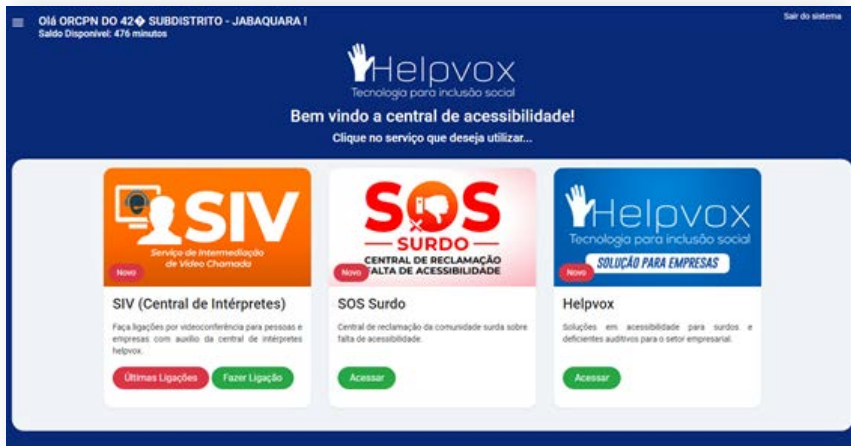 Olá ORCPN DO 42� SUBDISTRITO - JABAQUARA !
Saldo Disponível: 476 minutos
Sair do sistema
Helpvox
Tecnologia para inclusão social
Bem vindo a central de acessibilidade!
Clique no serviço que deseja utilizar...
SIV
Serviço de Intermediação
de Vídeo Chamada
Novo
SIV (Central de Intérpretes)
Faça ligações por videoconferência para pessoas e
empresas com auxilio da central de intérpretes
helpvox.
Últimas Ligações
Fazer Ligação
SOS
SURDO
CENTRAL DE RECLAMAÇÃO
FALTA DE ACESSIBILIDADE
Novo
SOS Surdo
Central de reclamação da comunidade surda sobre
falta de acessibilidade.
Acessar
Helpvox
Tecnologia para inclusão social
SOLUÇÃO PARA EMPRESAS
Novo
Helpvox
Soluções em acessibilidade para surdos e
deficientes auditivos para o setor empresarial.
Acessar